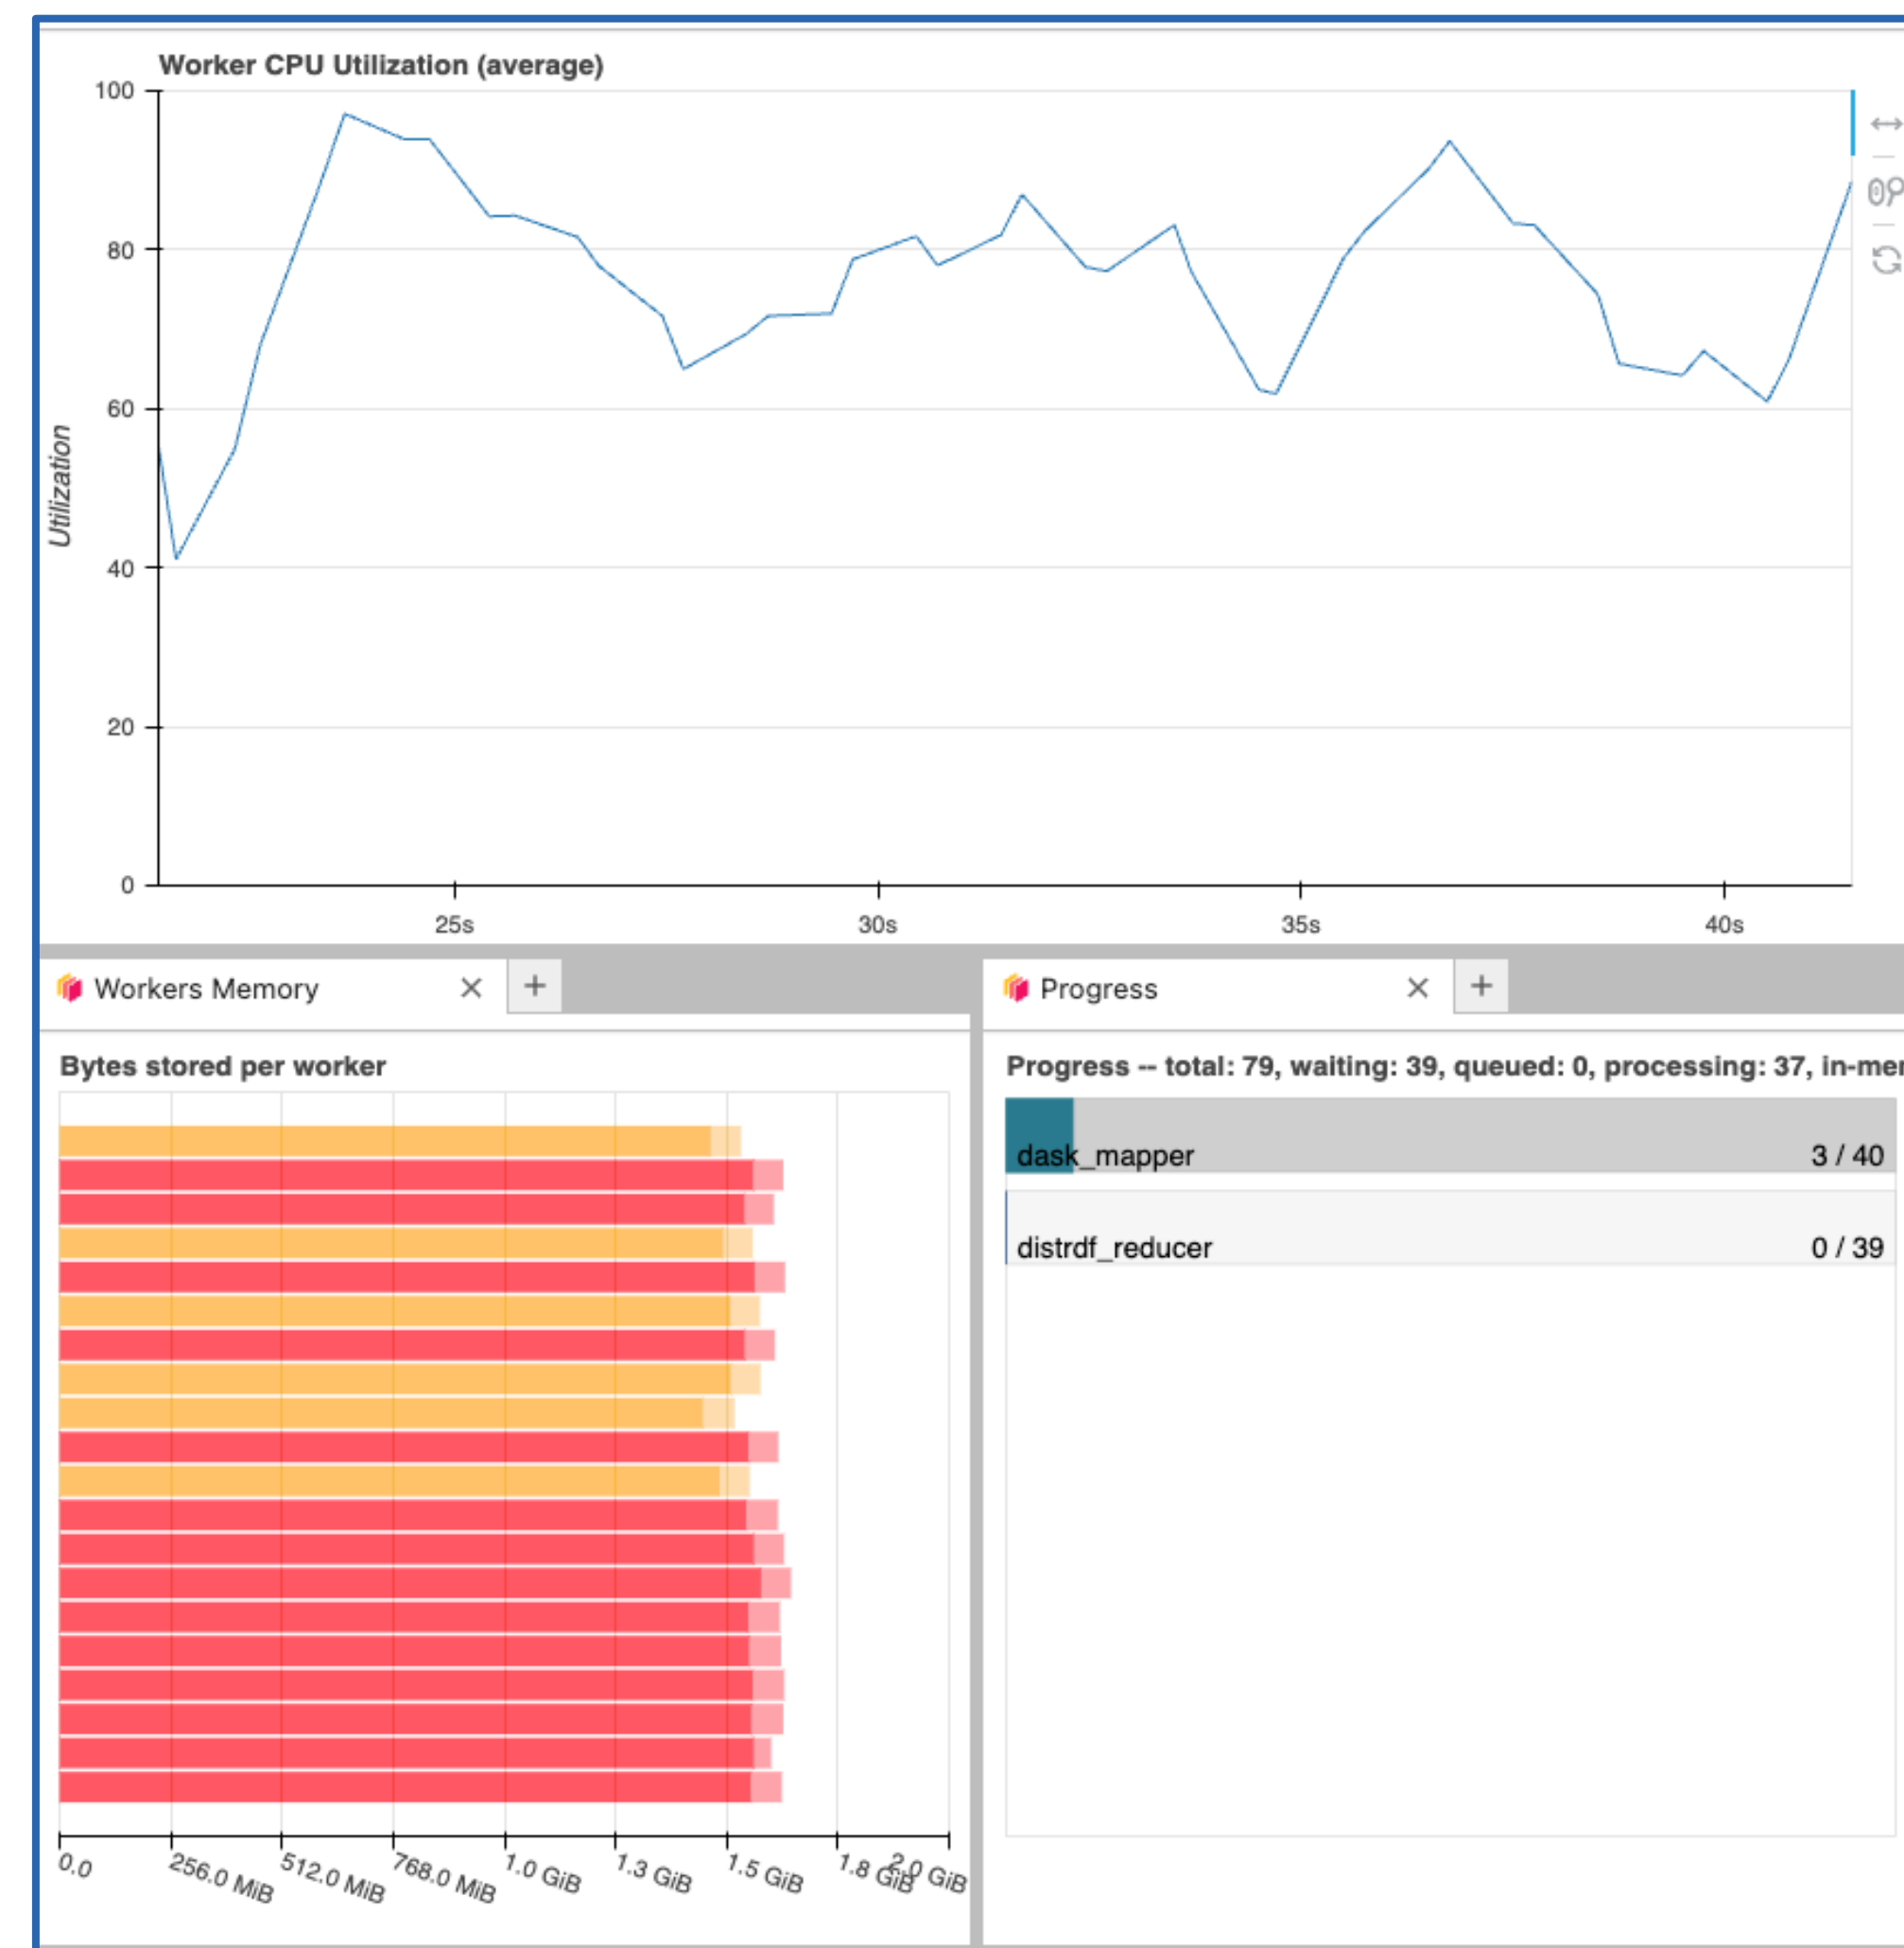 Worker CPU Utilization (average)
100
80
60
40
20
0
Utilization
25s
30s
35s
40s
Workers Memory
Progress
Bytes stored per worker
0.0
256.0 MiB
512.0 MiB
768.0 MiB
1.0 GiB
1.3 GiB
1.5 GiB
1.8 GiB
2.0 GiB
Progress -- total: 79, waiting: 39, queued: 0, processing: 37, in-mer
dask_mapper 3 / 40
distrdf_reducer 0 / 39